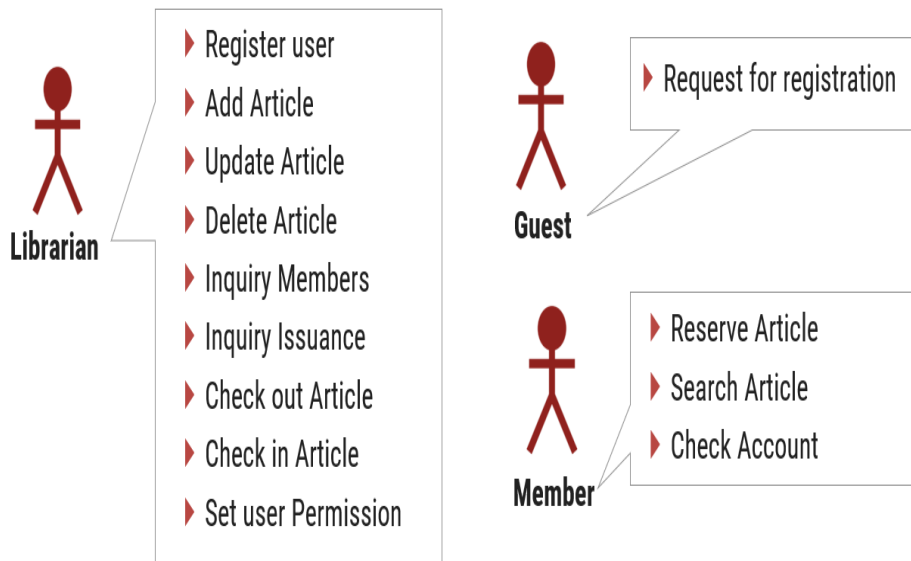 Register user
Add Article
Update Article
Delete Article
Inquiry Members
Inquiry Issuance
Check out Article
Check in Article
Set user Permission
Librarian
Request for registration
Guest
Reserve Article
Search Article
Check Account
Member